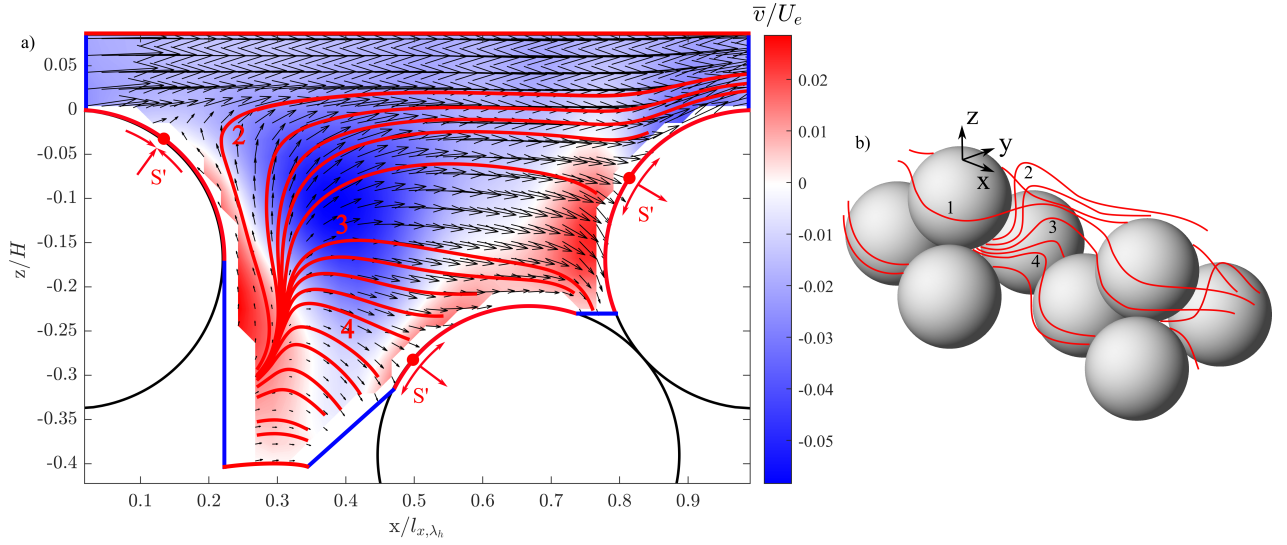 a)
z/H
0.05
0
-0.05
-0.1
-0.15
-0.2
-0.25
-0.3
-0.35
-0.4
0.1 0.2 0.3 0.4 0.5 0.6 0.7 0.8 0.9
x/l_{x,λ_h}
2
3
4
S'
S'
S'
v̅/U_e
0.02
0.01
0
-0.01
-0.02
-0.03
-0.04
-0.05
b)
z
y
x
1
2
3
4